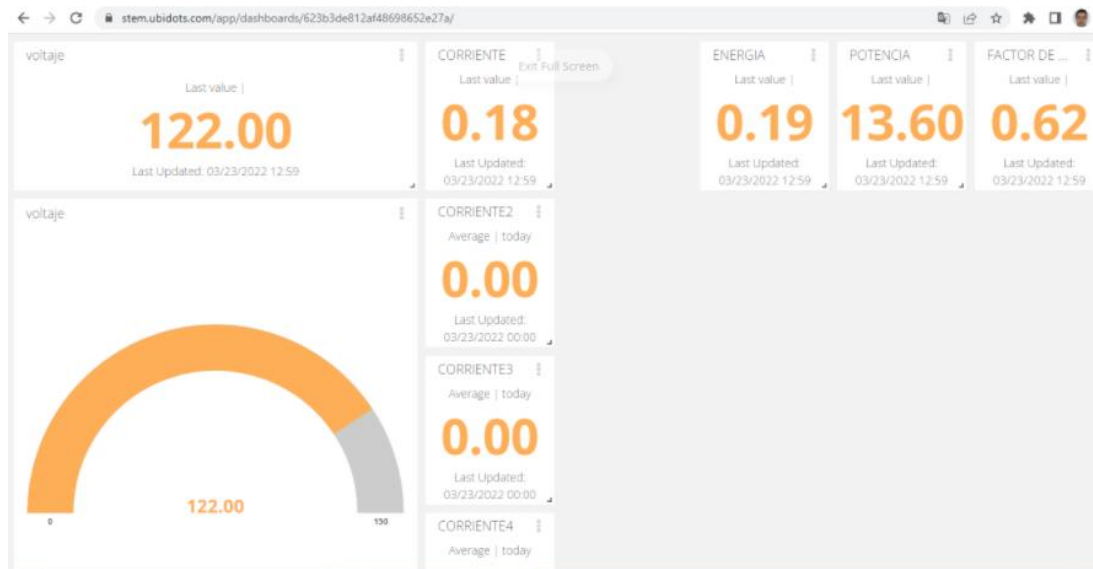 stem.ubidots.com/app/dashboards/623b3de812af48698652e27a/
voltaje
Last value |
122.00
Last Updated: 03/23/2022 12:59
CORRIENTE
Exit Full Screen
Last value |
0.18
Last Updated:
03/23/2022 12:59
ENERGIA
Last value |
0.19
Last Updated:
03/23/2022 12:59
POTENCIA
Last value |
13.60
Last Updated:
03/23/2022 12:59
FACTOR DE ...
Last value |
0.62
Last Updated:
03/23/2022 12:59
voltaje
122.00
0
150
CORRIENTE2
Average | today
0.00
Last Updated:
03/23/2022 00:00
CORRIENTE3
Average | today
0.00
Last Updated:
03/23/2022 00:00
CORRIENTE4
Average | today